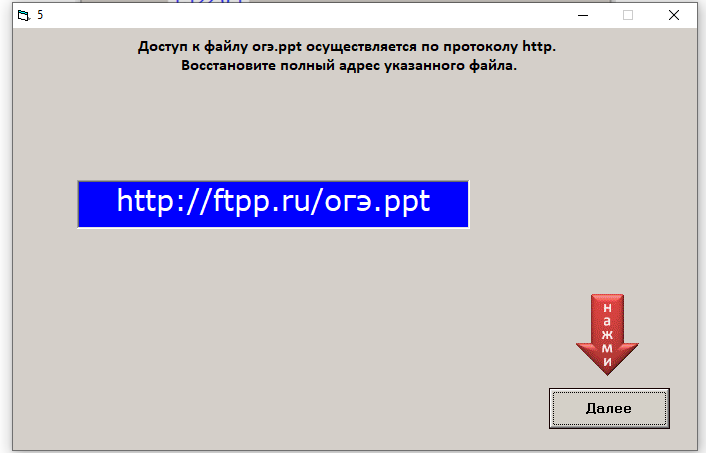 5
Доступ к файлу огэ.ppt осуществляется по протоколу http.
Восстановите полный адрес указанного файла.
http://ftpp.ru/огэ.ppt
н
а
ж
м
и
Далее